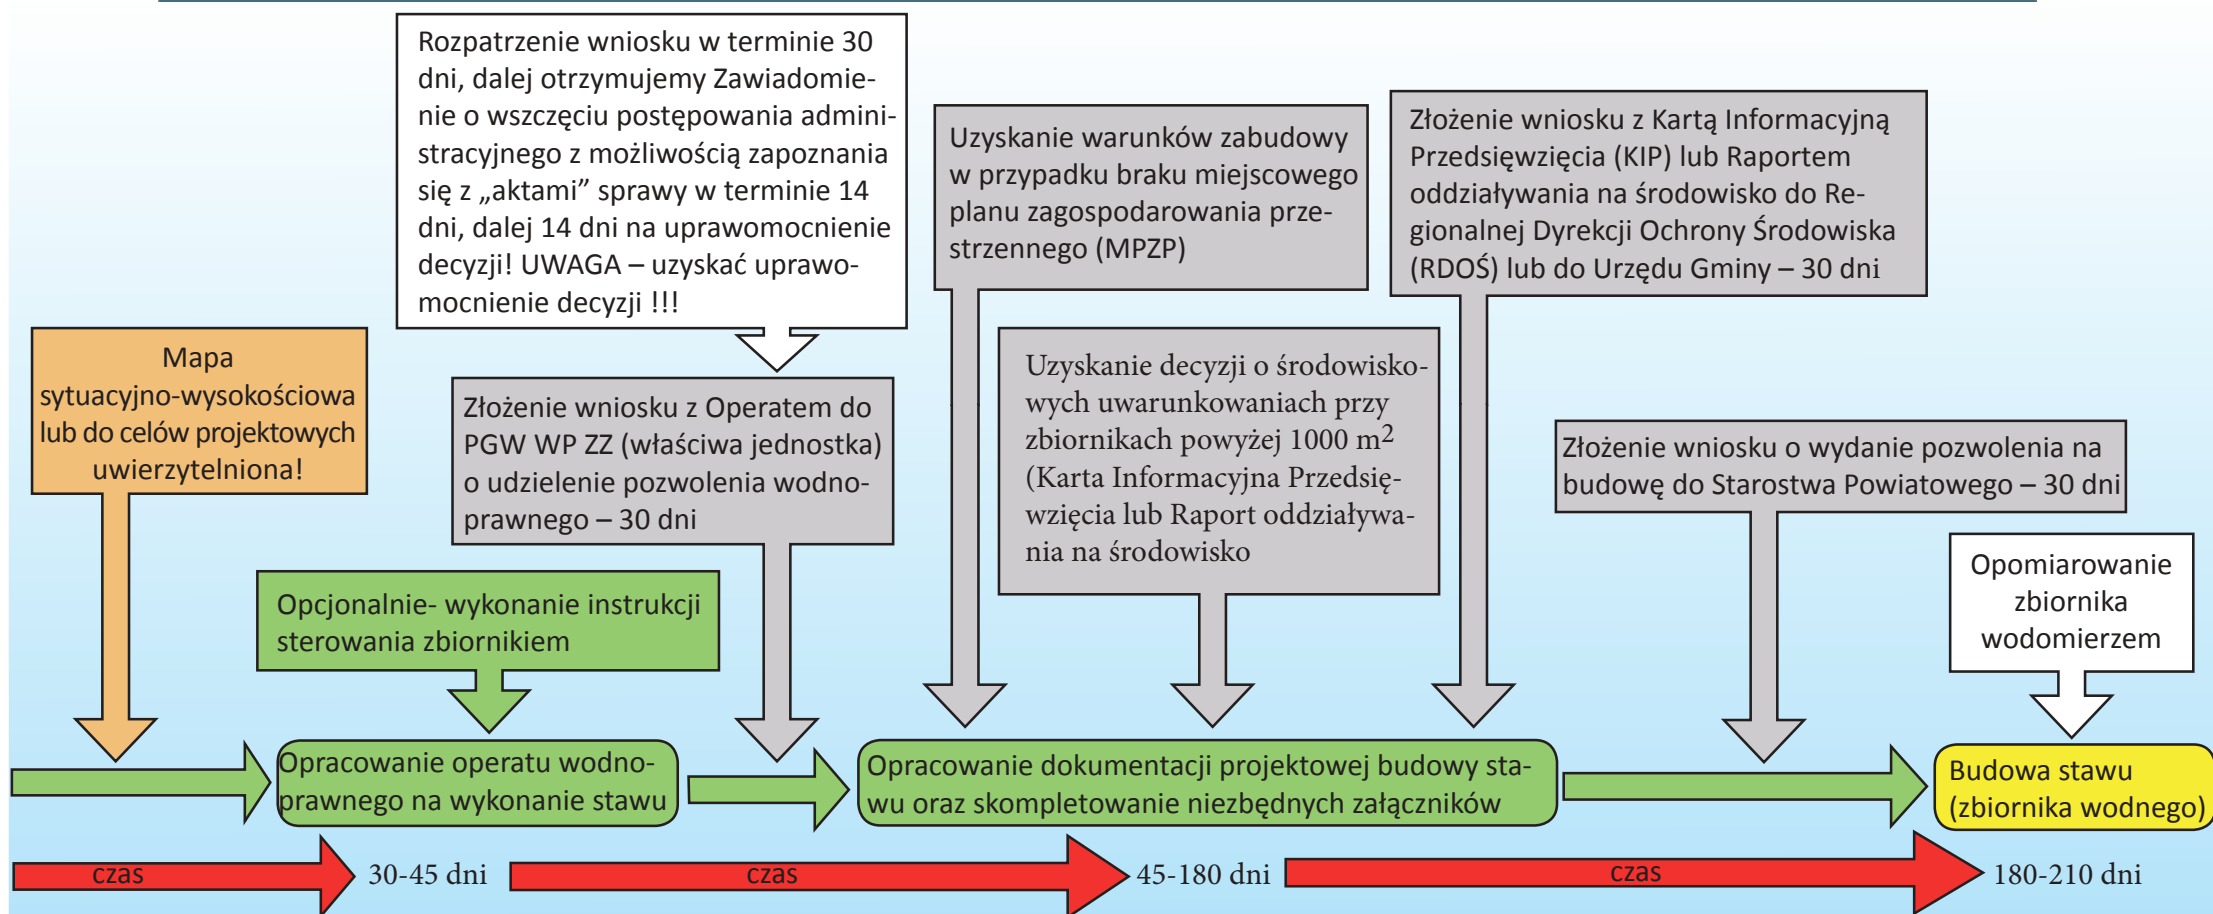 Rozpatrzenie wniosku w terminie 30
dni, dalej otrzymujemy Zawiadomie-
nie o wszczęciu postępowania admini-
stracyjnego z możliwością zapoznania
się z „aktami” sprawy w terminie 14
dni, dalej 14 dni na uprawomocnienie
decyzji! UWAGA – uzyskać uprawo-
mocnienie decyzji !!!
Uzyskanie warunków zabudowy
w przypadku braku miejscowego
planu zagospodarowania prze-
strzennego (MPZP)
Złożenie wniosku z Kartą Informacyjną
Przedsięwzięcia (KIP) lub Raportem
oddziaływania na środowisko do Re-
gionalnej Dyrekcji Ochrony Środowiska
(RDOŚ) lub do Urzędu Gminy – 30 dni
Mapa
sytuacyjno-wysokościowa
lub do celów projektowych
uwierzytelniona!
Złożenie wniosku z Operatem do
PGW WP ZZ (właściwa jednostka)
o udzielenie pozwolenia wodno-
prawnego – 30 dni
Uzyskanie decyzji o środowisko-
wych uwarunkowaniach przy
zbiornikach powyżej 1000 m²
(Karta Informacyjna Przedsię-
wzięcia lub Raport oddziaływa-
nia na środowisko
Złożenie wniosku o wydanie pozwolenia na
budowę do Starostwa Powiatowego – 30 dni
Opcjonalnie- wykonanie instrukcji
sterowania zbiornikiem
Opomiarowanie
zbiornika
wodomierzem
Opracowanie operatu wodno-
prawnego na wykonanie stawu
Opracowanie dokumentacji projektowej budowy sta-
wu oraz skompletowanie niezbędnych załączników
Budowa stawu
(zbiornika wodnego)
czas
30-45 dni
czas
45-180 dni
czas
180-210 dni